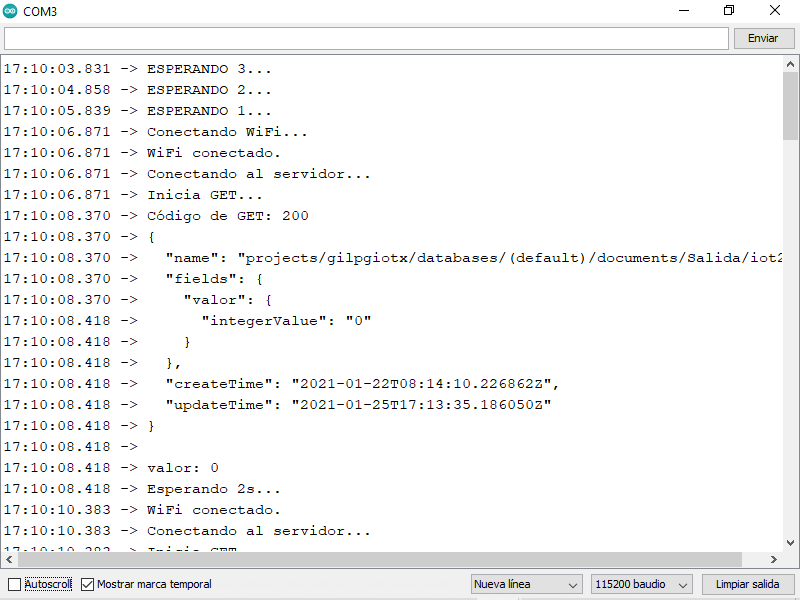 COM3
Enviar
17:10:03.831 -> ESPERANDO 3...
17:10:04.858 -> ESPERANDO 2...
17:10:05.839 -> ESPERANDO 1...
17:10:06.871 -> Conectando WiFi...
17:10:06.871 -> WiFi conectado.
17:10:06.871 -> Conectando al servidor...
17:10:06.871 -> Inicia GET...
17:10:08.370 -> Código de GET: 200
17:10:08.370 -> {
17:10:08.370 ->   "name": "projects/gilpgiotx/databases/(default)/documents/Salida/iot2
17:10:08.370 ->   "fields": {
17:10:08.370 ->     "valor": {
17:10:08.418 ->       "integerValue": "0"
17:10:08.418 ->     }
17:10:08.418 ->   },
17:10:08.418 ->   "createTime": "2021-01-22T08:14:10.226862Z",
17:10:08.418 ->   "updateTime": "2021-01-25T17:13:35.186050Z"
17:10:08.418 -> }
17:10:08.418 ->
17:10:08.418 -> valor: 0
17:10:08.418 -> Esperando 2s...
17:10:10.383 -> WiFi conectado.
17:10:10.383 -> Conectando al servidor...
17:10:10.383 -> Inicia GET
Autoscroll Mostrar marca temporal Nueva línea 115200 baudio Limpiar salida